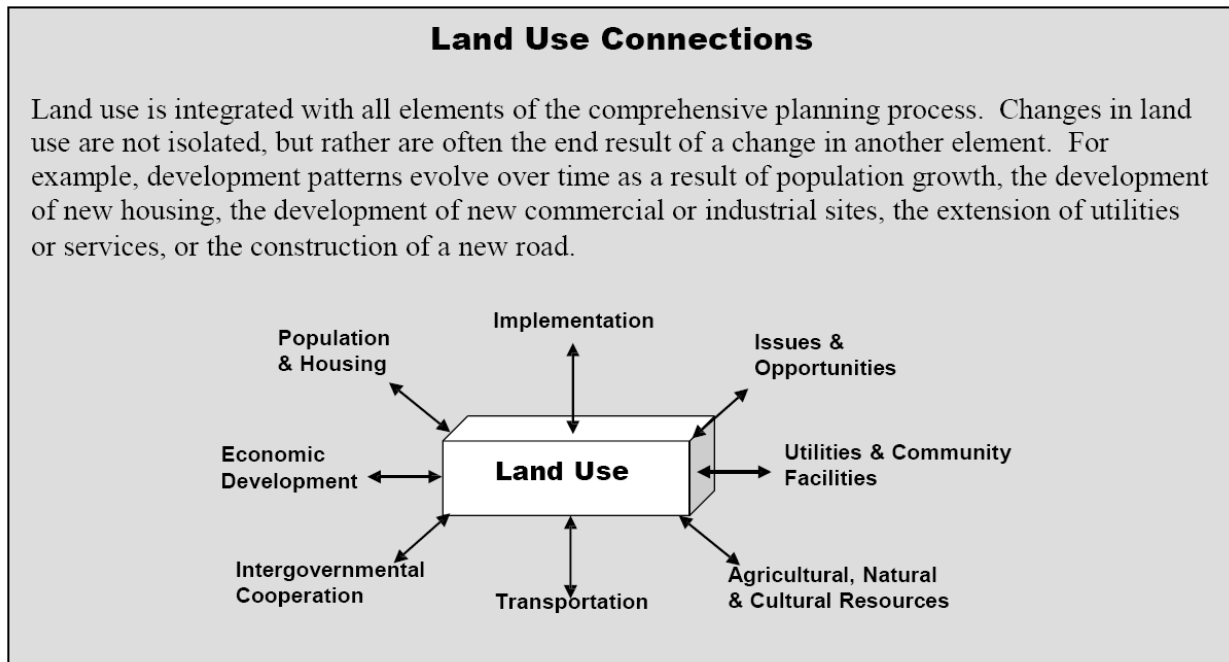 Land Use Connections
Land use is integrated with all elements of the comprehensive planning process.  Changes in land
use are not isolated, but rather are often the end result of a change in another element.  For
example, development patterns evolve over time as a result of population growth, the development
of new housing, the development of new commercial or industrial sites, the extension of utilities
or services, or the construction of a new road.
Implementation
Population
& Housing
Issues &
Opportunities
Economic
Development
Land Use
Utilities & Community
Facilities
Intergovernmental
Cooperation
Transportation
Agricultural, Natural
& Cultural Resources